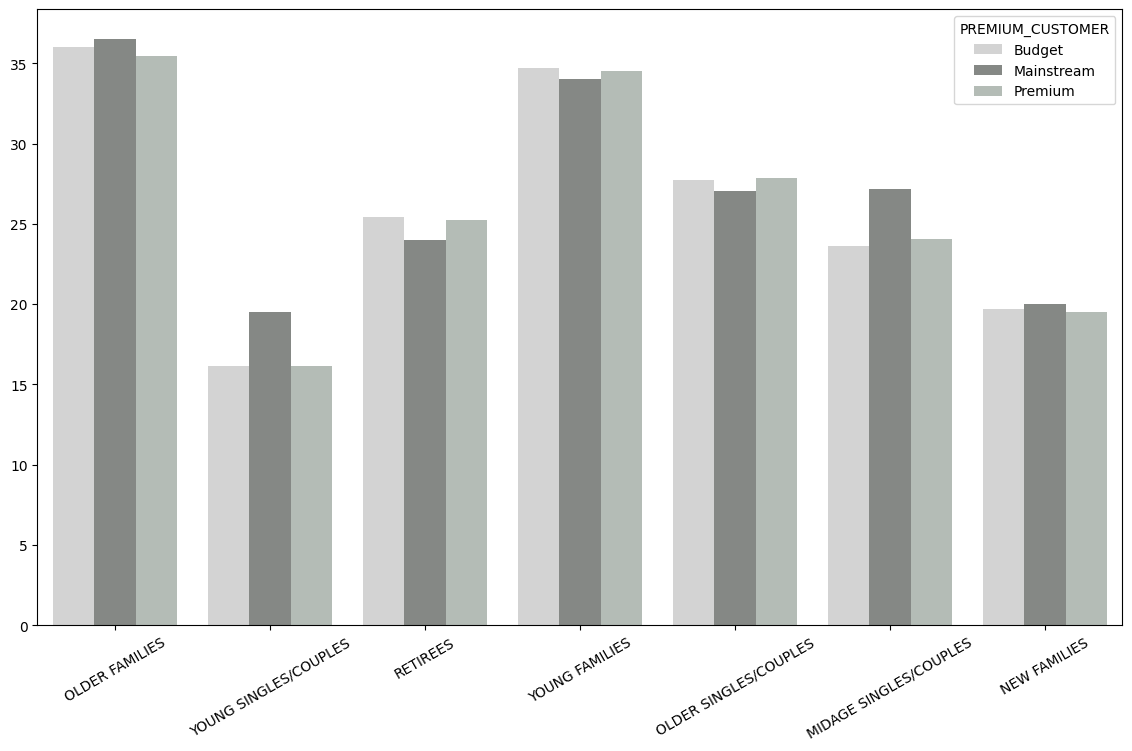 PREMIUM_CUSTOMER
Budget
Mainstream
Premium
35
30
25
20
15
10
5
0
OLDER FAMILIES
YOUNG SINGLES/COUPLES
RETIREES
YOUNG FAMILIES
OLDER SINGLES/COUPLES
MIDAGE SINGLES/COUPLES
NEW FAMILIES